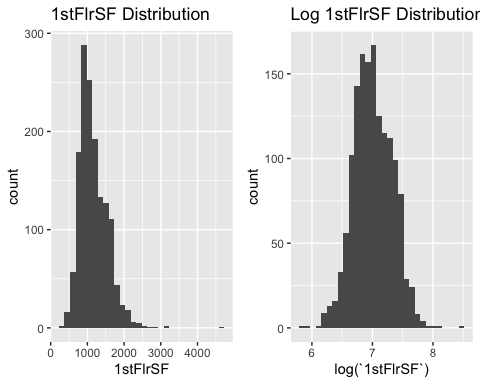 1stFlrSF Distribution
300
200
100
0
count
0 1000 2000 3000 4000
1stFlrSF
Log 1stFlrSF Distribution
150
100
50
0
count
6 7 8
log(`1stFlrSF`)